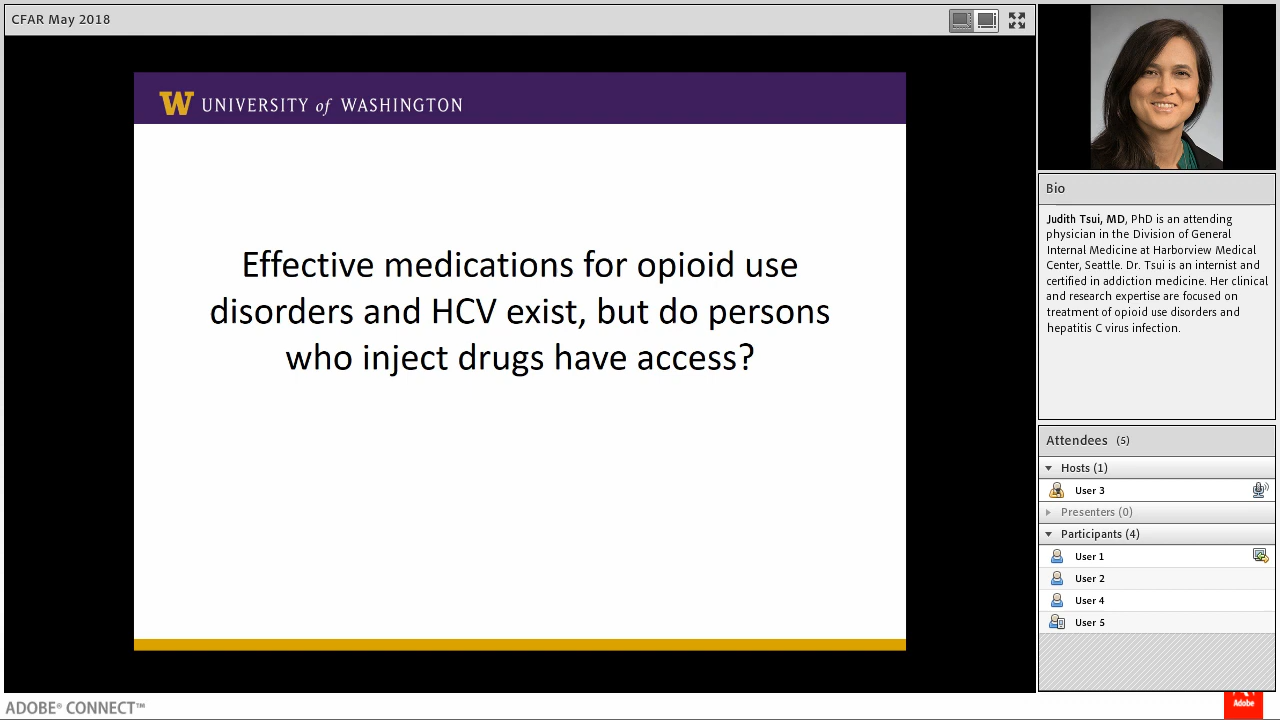 CFAR May 2018
W UNIVERSITY of WASHINGTON
Effective medications for opioid use
disorders and HCV exist, but do persons
who inject drugs have access?
Bio
Judith Tsui, MD, PhD is an attending
physician in the Division of General
Internal Medicine at Harborview Medical
Center, Seattle. Dr. Tsui is an internist and
certified in addiction medicine. Her clinical
and research expertise are focused on
treatment of opioid use disorders and
hepatitis C virus infection.
Attendees (5)
Hosts (1)
User 3
Presenters (0)
Participants (4)
User 1
User 2
User 4
User 5
ADOBE® CONNECT™
Adobe